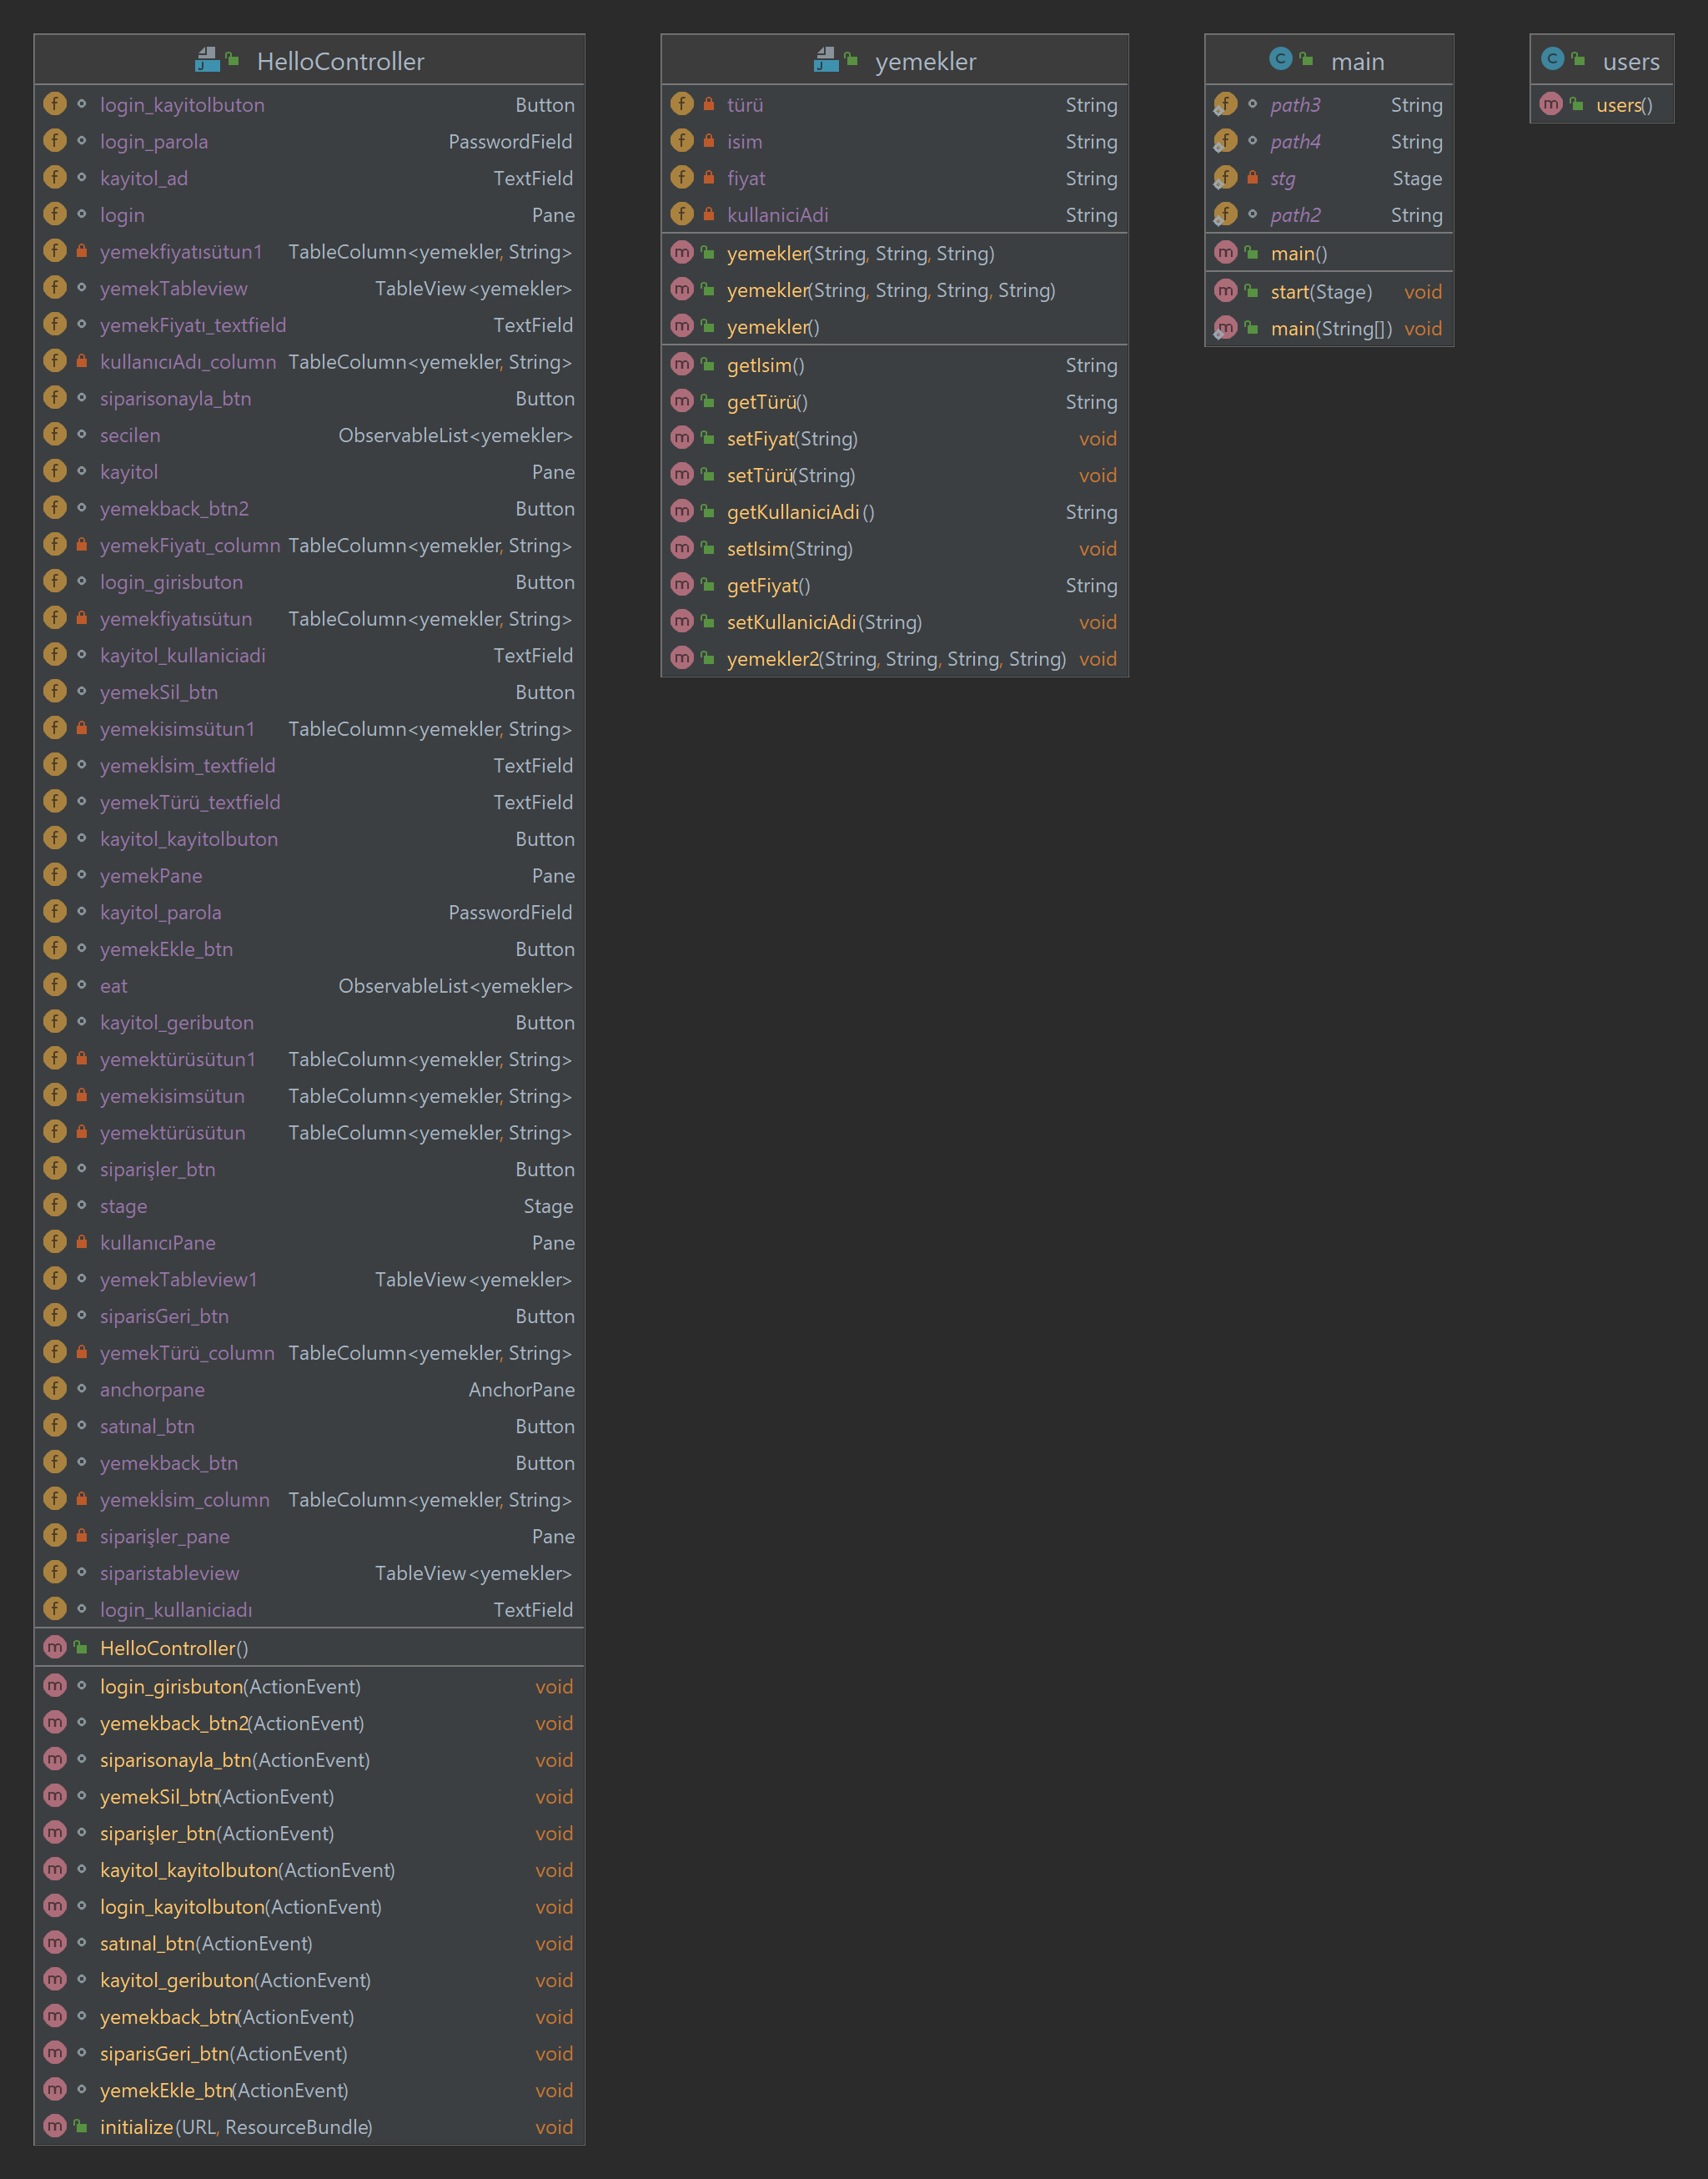 HelloController
login_kayitolbuton Button
login_parola PasswordField
kayitol_ad TextField
login Pane
yemekfiyatısütun1 TableColumn<yemekler, String>
yemekTableview TableView<yemekler>
yemekFiyatı_textfield TextField
kullanıcıAdı_column TableColumn<yemekler, String>
siparisonayla_btn Button
secilen ObservableList<yemekler>
kayitol Pane
yemekback_btn2 Button
yemekFiyatı_column TableColumn<yemekler, String>
login_girisbuton Button
yemekfiyatısütun TableColumn<yemekler, String>
kayitol_kullaniciadi TextField
yemekSil_btn Button
yemekisimsütun1 TableColumn<yemekler, String>
yemekİsim_textfield TextField
yemekTürü_textfield TextField
kayitol_kayitolbuton Button
yemekPane Pane
kayitol_parola PasswordField
yemekEkle_btn Button
eat ObservableList<yemekler>
kayitol_geributon Button
yemektürüsütun1 TableColumn<yemekler, String>
yemekisimsütun TableColumn<yemekler, String>
yemektürüsütun TableColumn<yemekler, String>
siparişler_btn Button
stage Stage
kullanıcıPane Pane
yemekTableview1 TableView<yemekler>
siparisGeri_btn Button
yemekTürü_column TableColumn<yemekler, String>
anchorpane AnchorPane
satınal_btn Button
yemekback_btn Button
yemekİsim_column TableColumn<yemekler, String>
siparişler_pane Pane
siparistableview TableView<yemekler>
login_kullaniciadı TextField
HelloController()
login_girisbuton(ActionEvent) void
yemekback_btn2(ActionEvent) void
siparisonayla_btn(ActionEvent) void
yemekSil_btn(ActionEvent) void
siparişler_btn(ActionEvent) void
kayitol_kayitolbuton(ActionEvent) void
login_kayitolbuton(ActionEvent) void
satınal_btn(ActionEvent) void
kayitol_geributon(ActionEvent) void
yemekback_btn(ActionEvent) void
siparisGeri_btn(ActionEvent) void
yemekEkle_btn(ActionEvent) void
initialize(URL, ResourceBundle) void
yemekler
türü String
isim String
fiyat String
kullaniciAdi String
yemekler(String, String, String)
yemekler(String, String, String, String)
yemekler()
getIsim() String
getTürü() String
setFiyat(String) void
setTürü(String) void
getKullaniciAdi() String
setIsim(String) void
getFiyat() String
setKullaniciAdi(String) void
yemekler2(String, String, String, String) void
main
path3 String
path4 String
stg Stage
path2 String
main()
start(Stage) void
main(String[]) void
users
users()